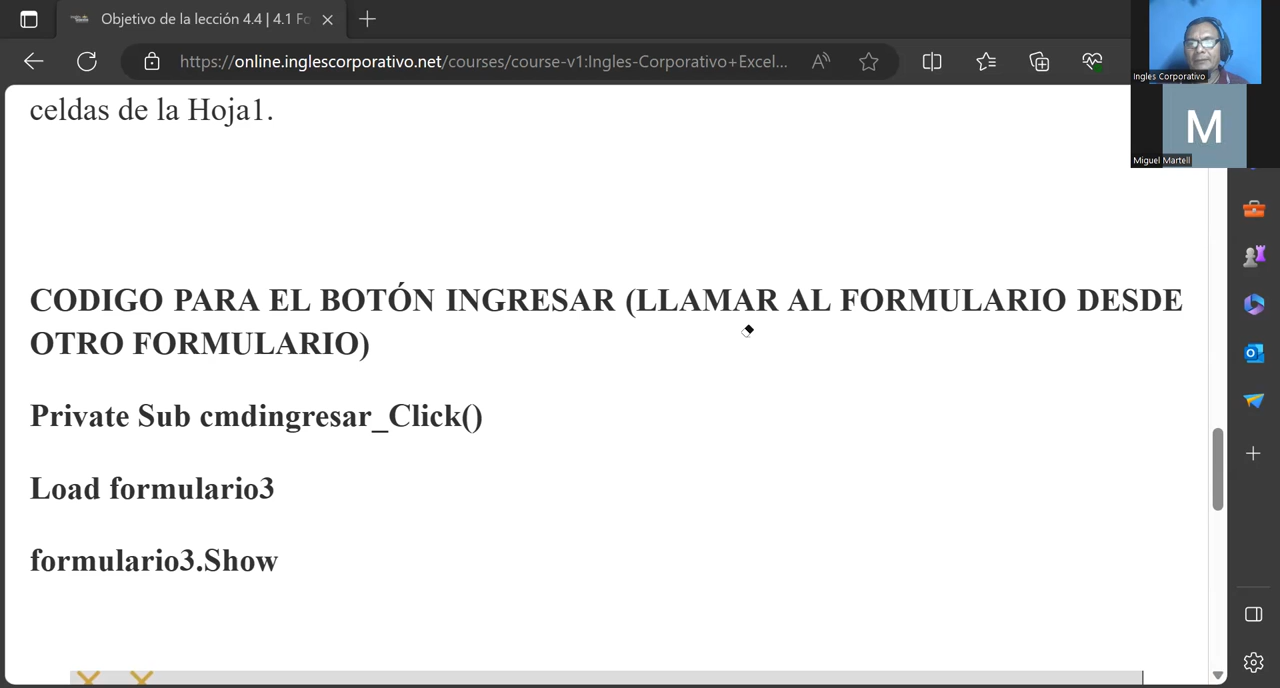 Objetivo de la lección 4.4 | 4.1 Fo
https://online.inglescorporativo.net/courses/course-v1:Ingles-Corporativo+Excel...
Ingles Corporativo
M
Miguel Martell
celdas de la Hoja1.
CODIGO PARA EL BOTÓN INGRESAR (LLAMAR AL FORMULARIO DESDE
OTRO FORMULARIO)
Private Sub cmdingresar_Click()
Load formulario3
formulario3.Show